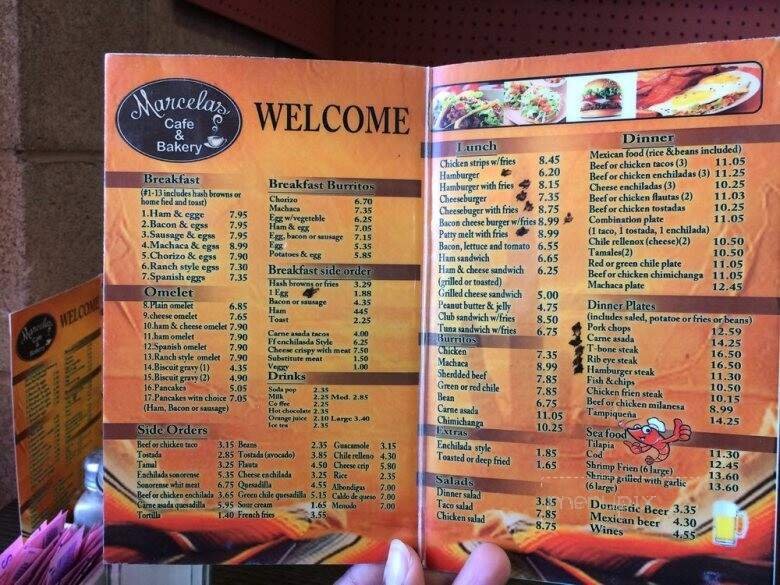 Marcela's
Cafe
&
Bakery
WELCOME
Breakfast
(#1-13 includes hash browns or
home fied and toast)
1.Ham & egge 7.95
2.Bacon & egss 7.95
3.Sausage & egss 7.95
4.Machaca & egss 8.99
5.Chorizo & eggs 7.90
6.Ranch style eggs 7.30
7.Spanish eggs 7.35
Omelet
8.Plain omelet 6.85
9.cheese omelet 7.65
10.ham & cheese omelet 7.90
11.ham omelet 7.90
12.Spanish omelet 7.90
13.Ranch style omelet 7.90
14.Biscuit gravy (1) 4.35
15.Biscuit gravy (2) 4.90
16.Pancakes 5.05
17.Pancakes witn choice 7.05
(Ham, Bacon or sausage)
Breakfast Burritos
Chorizo 6.70
Machaca 7.35
Egg w/vegeteble 6.25
Ham & egg 7.05
Egg, bacon or sausage 7.15
Egg 5.35
Potatoes & egg 5.85
Breakfast side order
Hash browns or fries 3.29
1 Egg 1.88
Bacon or sausage 4.35
Ham 445
Toast 2.25
Carne asada tacos 4.00
Ff enchilasda Style 6.25
Cheese crispy with meat 7.50
Substitute meat 1.50
Veggy 1.00
Drinks
Soda pop 2.35
Milk 2.25 Med. 2.85
Co ffee 2.25
Hot chocolate 2.35
Orange juice 2.10 Large 3.40
Ice tea 2.35
Side Orders
Beef or chicken taco 3.15
Tostada 2.85
Tamal 3.25
Enchilada sonorense 5.35
Sonorense whit meat 6.75
Beef or chicken enchilada 3.65
Carne asada quesadilla 5.95
Tortilla 1.40
Beans 2.35
Tostada (avocado) 3.85
Flauta 4.50
Cheese enchilada 3.25
Quesadilla 4.55
Green chile quesadilla 5.15
Sour cream 1.65
French fries 3.55
Guacamole 3.15
Chile relleno 4.30
Cheese crip 5.80
Rice 2.35
Albondigas 7.00
Caldo de queso 7.00
Menudo 7.00
Lunch
Chicken strips w/fries 8.45
Hamburger 6.20
Hamburger with fries 8.15
Cheeseburger 7.35
Cheeseburger with fries 8.75
Bacon cheese burger w/fries 8.99
Patty melt with fries 8.99
Bacon, lettuce and tomato 6.55
Ham sandwich 6.65
Ham & cheese sandwich 6.25
(grilled or toasted)
Grilled cheese sandwich 5.00
Peanut butter & jelly 4.75
Club sandwich w/fries 8.50
Tuna sandwich w/fries 6.75
Burritos
Chicken 7.35
Machaca 8.99
Sherdded beef 7.85
Green or red chile 7.85
Bean 6.75
Carne asada 11.05
Chimichanga 10.25
Extras
Enchilada style 1.85
Toasted or deep fried 1.65
Salads
Dinner salad 3.85
Taco salad 7.85
Chicken salad 8.75
Dinner
Mexican food (rice &beans included)
Beef or chicken tacos (3) 11.05
Beef or chicken enchiladas (3) 11.25
Cheese enchiladas (3) 10.25
Beef or chicken flautas (2) 11.03
Beef or chicken tostadas 10.25
Combination plate 11.05
(1 taco, 1 tostada, 1 enchilada)
Chile rellenox (cheese)(2) 10.50
Tamales(2) 10.50
Red or green chile plate 11.05
Beef or chicken chimichanga 11.05
Machaca plate 12.45
Dinner Plates
(includes saled, potatoe or fries or beans)
Pork chops 12.59
Carne asada 14.25
T-bone steak 16.50
Rib eye steak 16.50
Hamburger steak 11.30
Fish & chips 10.50
Chicken frien steak 10.15
Beef or chicken milanesa 8.99
Tampiqueña 14.25
Sea food
Tilapia 11.30
Cod 12.45
Shrimp Frien (6 large) 13.60
Shrimp grilled with garlic 13.60
(6 large)
Domestic Beer 3.35
Mexican beer 4.30
Wines 4.55
menupix
Marcela's
WELCOME